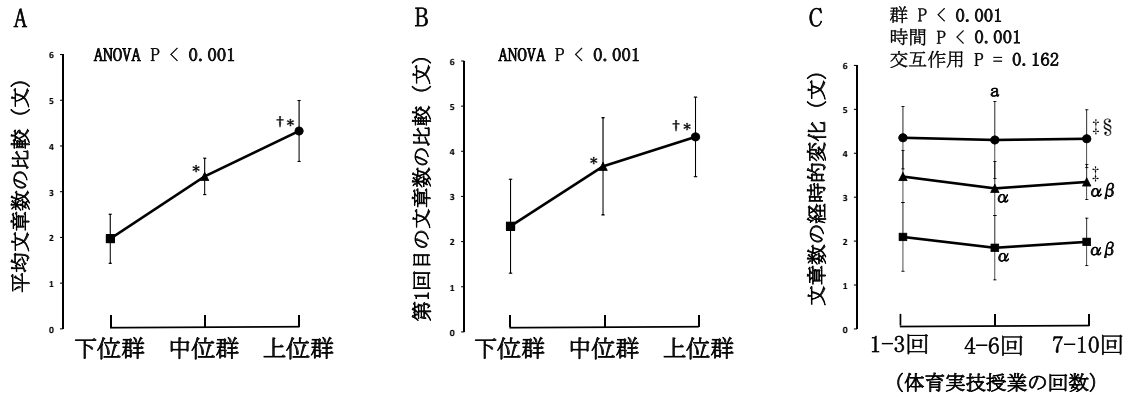 A
ANOVA P < 0.001
平均文章数の比較（文）
6
5
4
3
2
1
0
*
†*
下位群 中位群 上位群
B
ANOVA P < 0.001
第1回目の文章数の比較（文）
6
5
4
3
2
1
0
*
†*
下位群 中位群 上位群
C
群 P < 0.001
時間 P < 0.001
交互作用 P = 0.162
文章数の経時的変化（文）
6
5
4
3
2
1
0
a
‡§
‡
α
αβ
α
αβ
1-3回 4-6回 7-10回
（体育実技授業の回数）